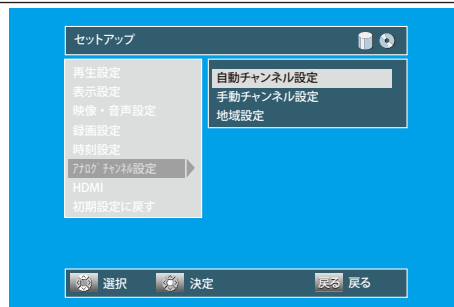 セットアップ
再生設定
表示設定
映像・音声設定
録画設定
時刻設定
ｱﾅﾛｸﾞ ﾁｬﾝﾈﾙ設定
HDMI
初期設定に戻す
自動チャンネル設定
手動チャンネル設定
地域設定
選択
決定
戻る 戻る